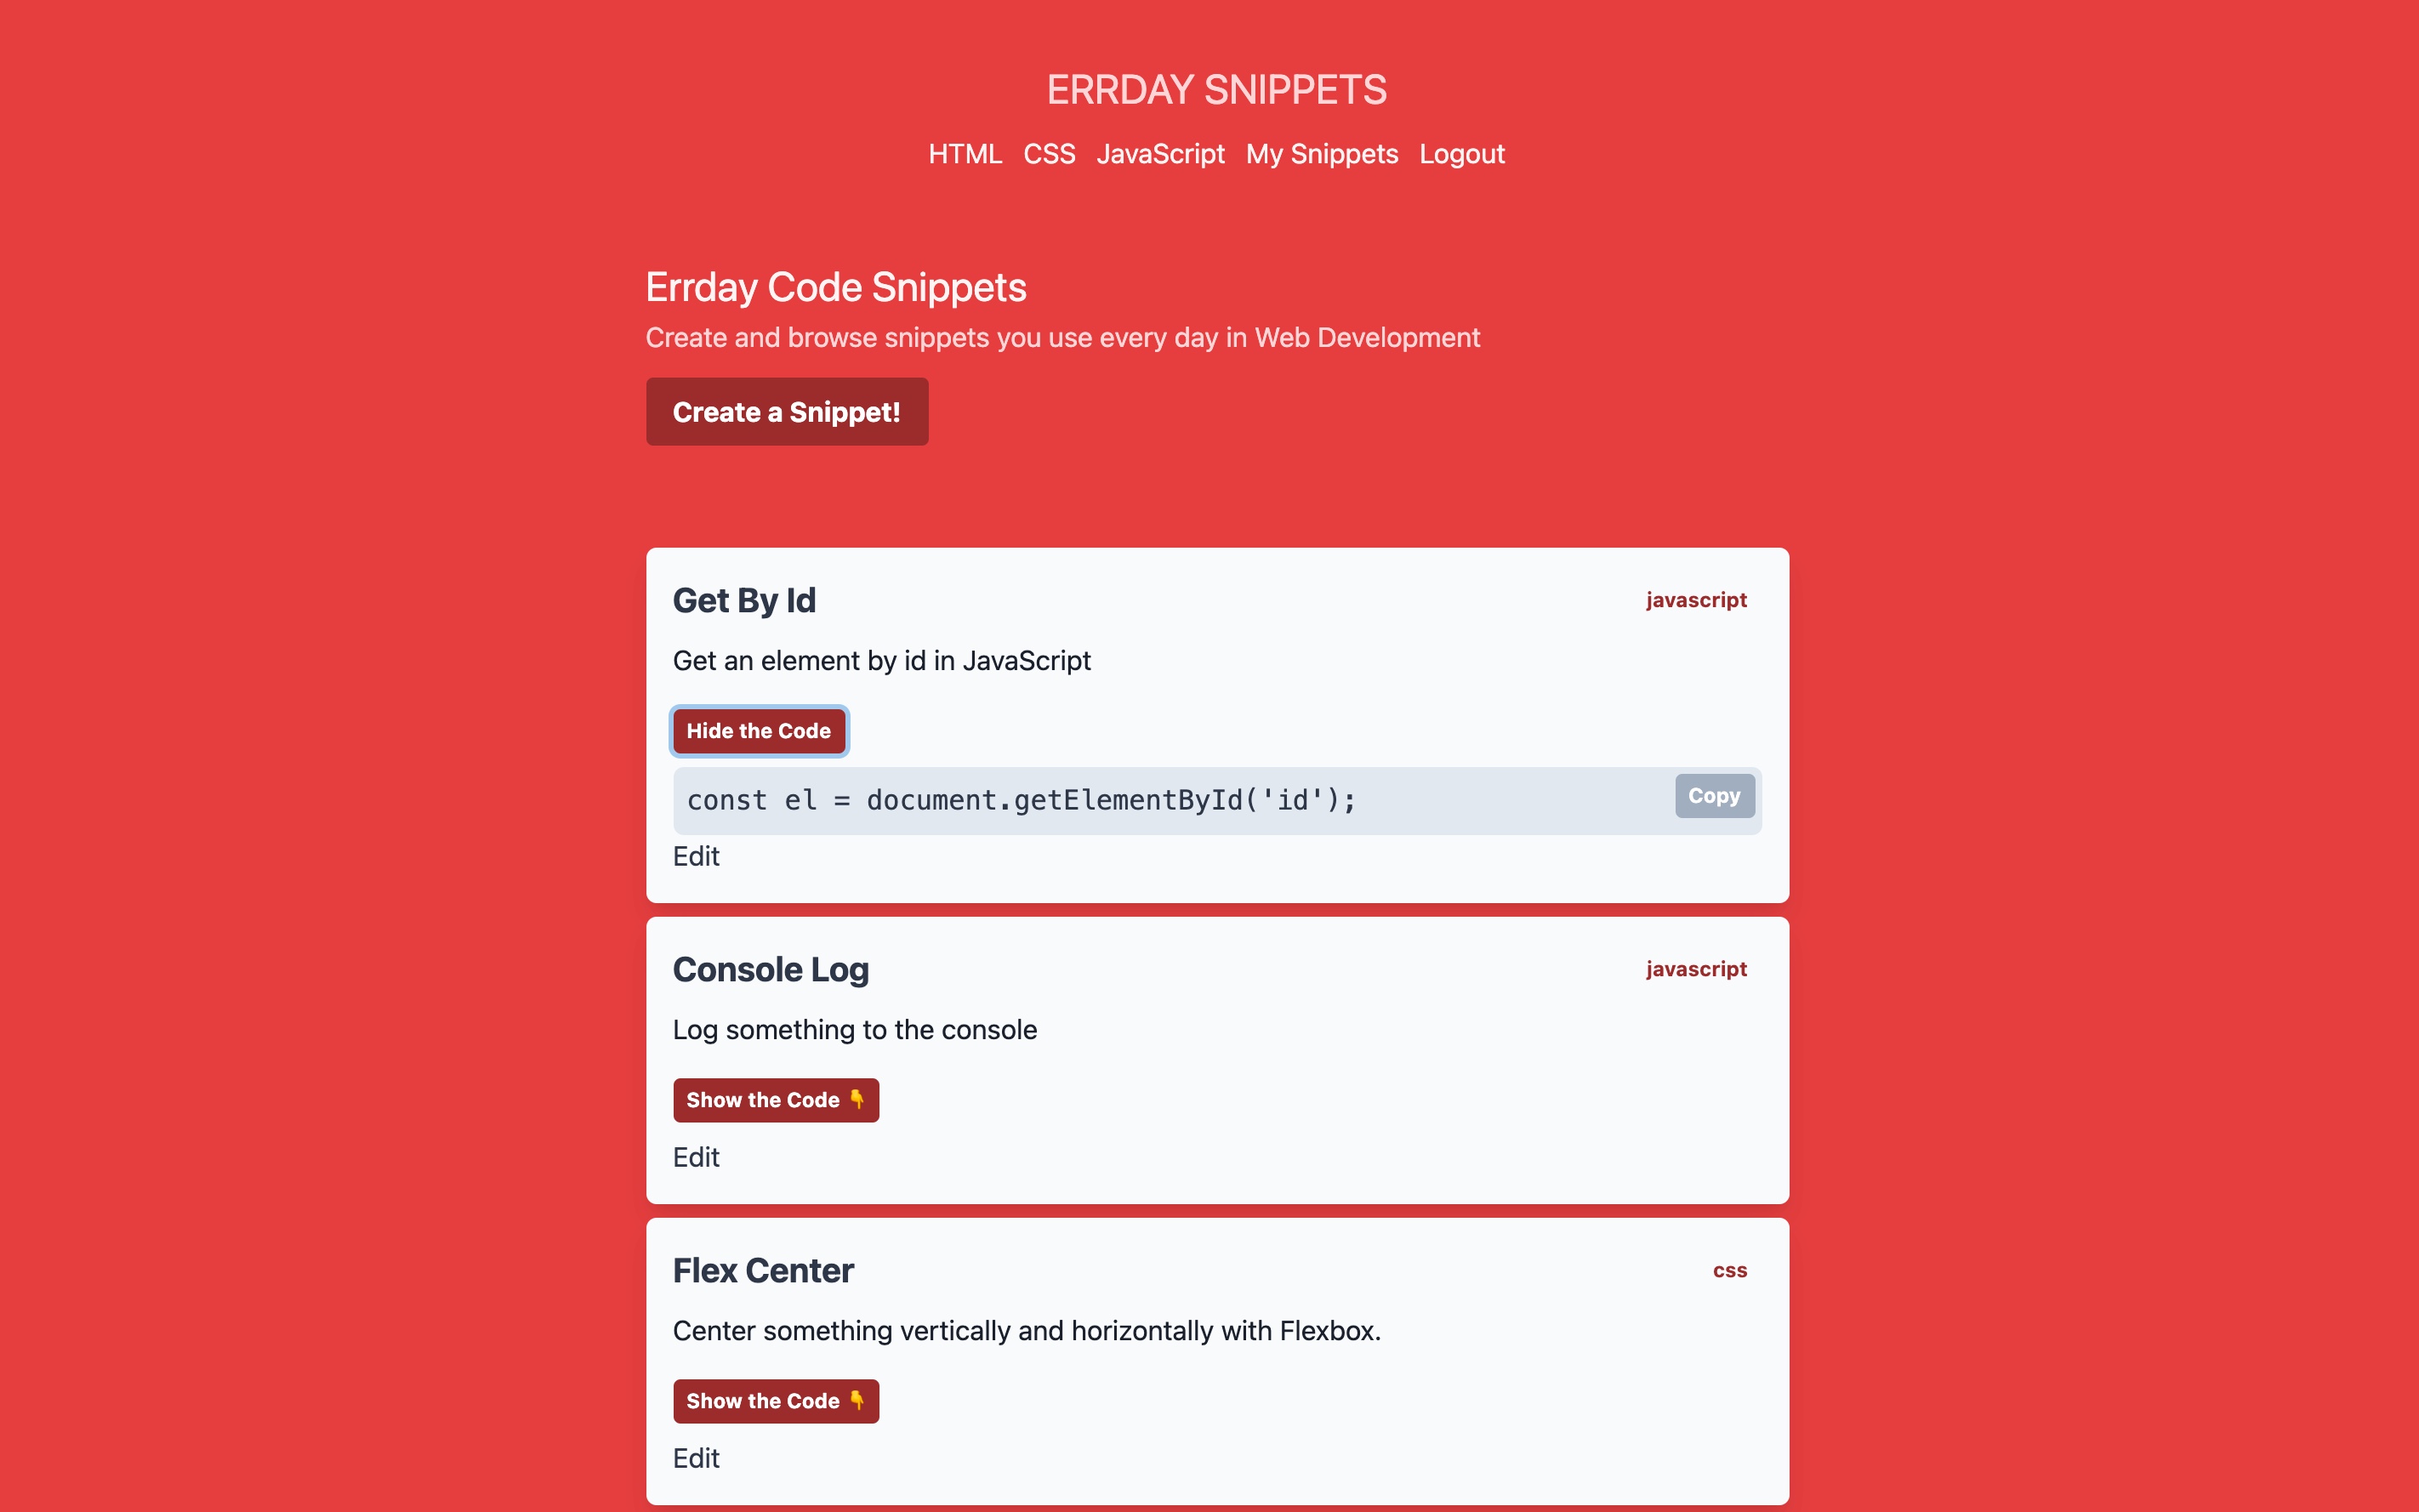 ERRDAY SNIPPETS
HTML CSS JavaScript My Snippets Logout
Errday Code Snippets
Create and browse snippets you use every day in Web Development
Create a Snippet!
Get By Id javascript
Get an element by id in JavaScript
Hide the Code
const el = document.getElementById('id'); Copy
Edit
Console Log javascript
Log something to the console
Show the Code 👇
Edit
Flex Center css
Center something vertically and horizontally with Flexbox.
Show the Code 👇
Edit